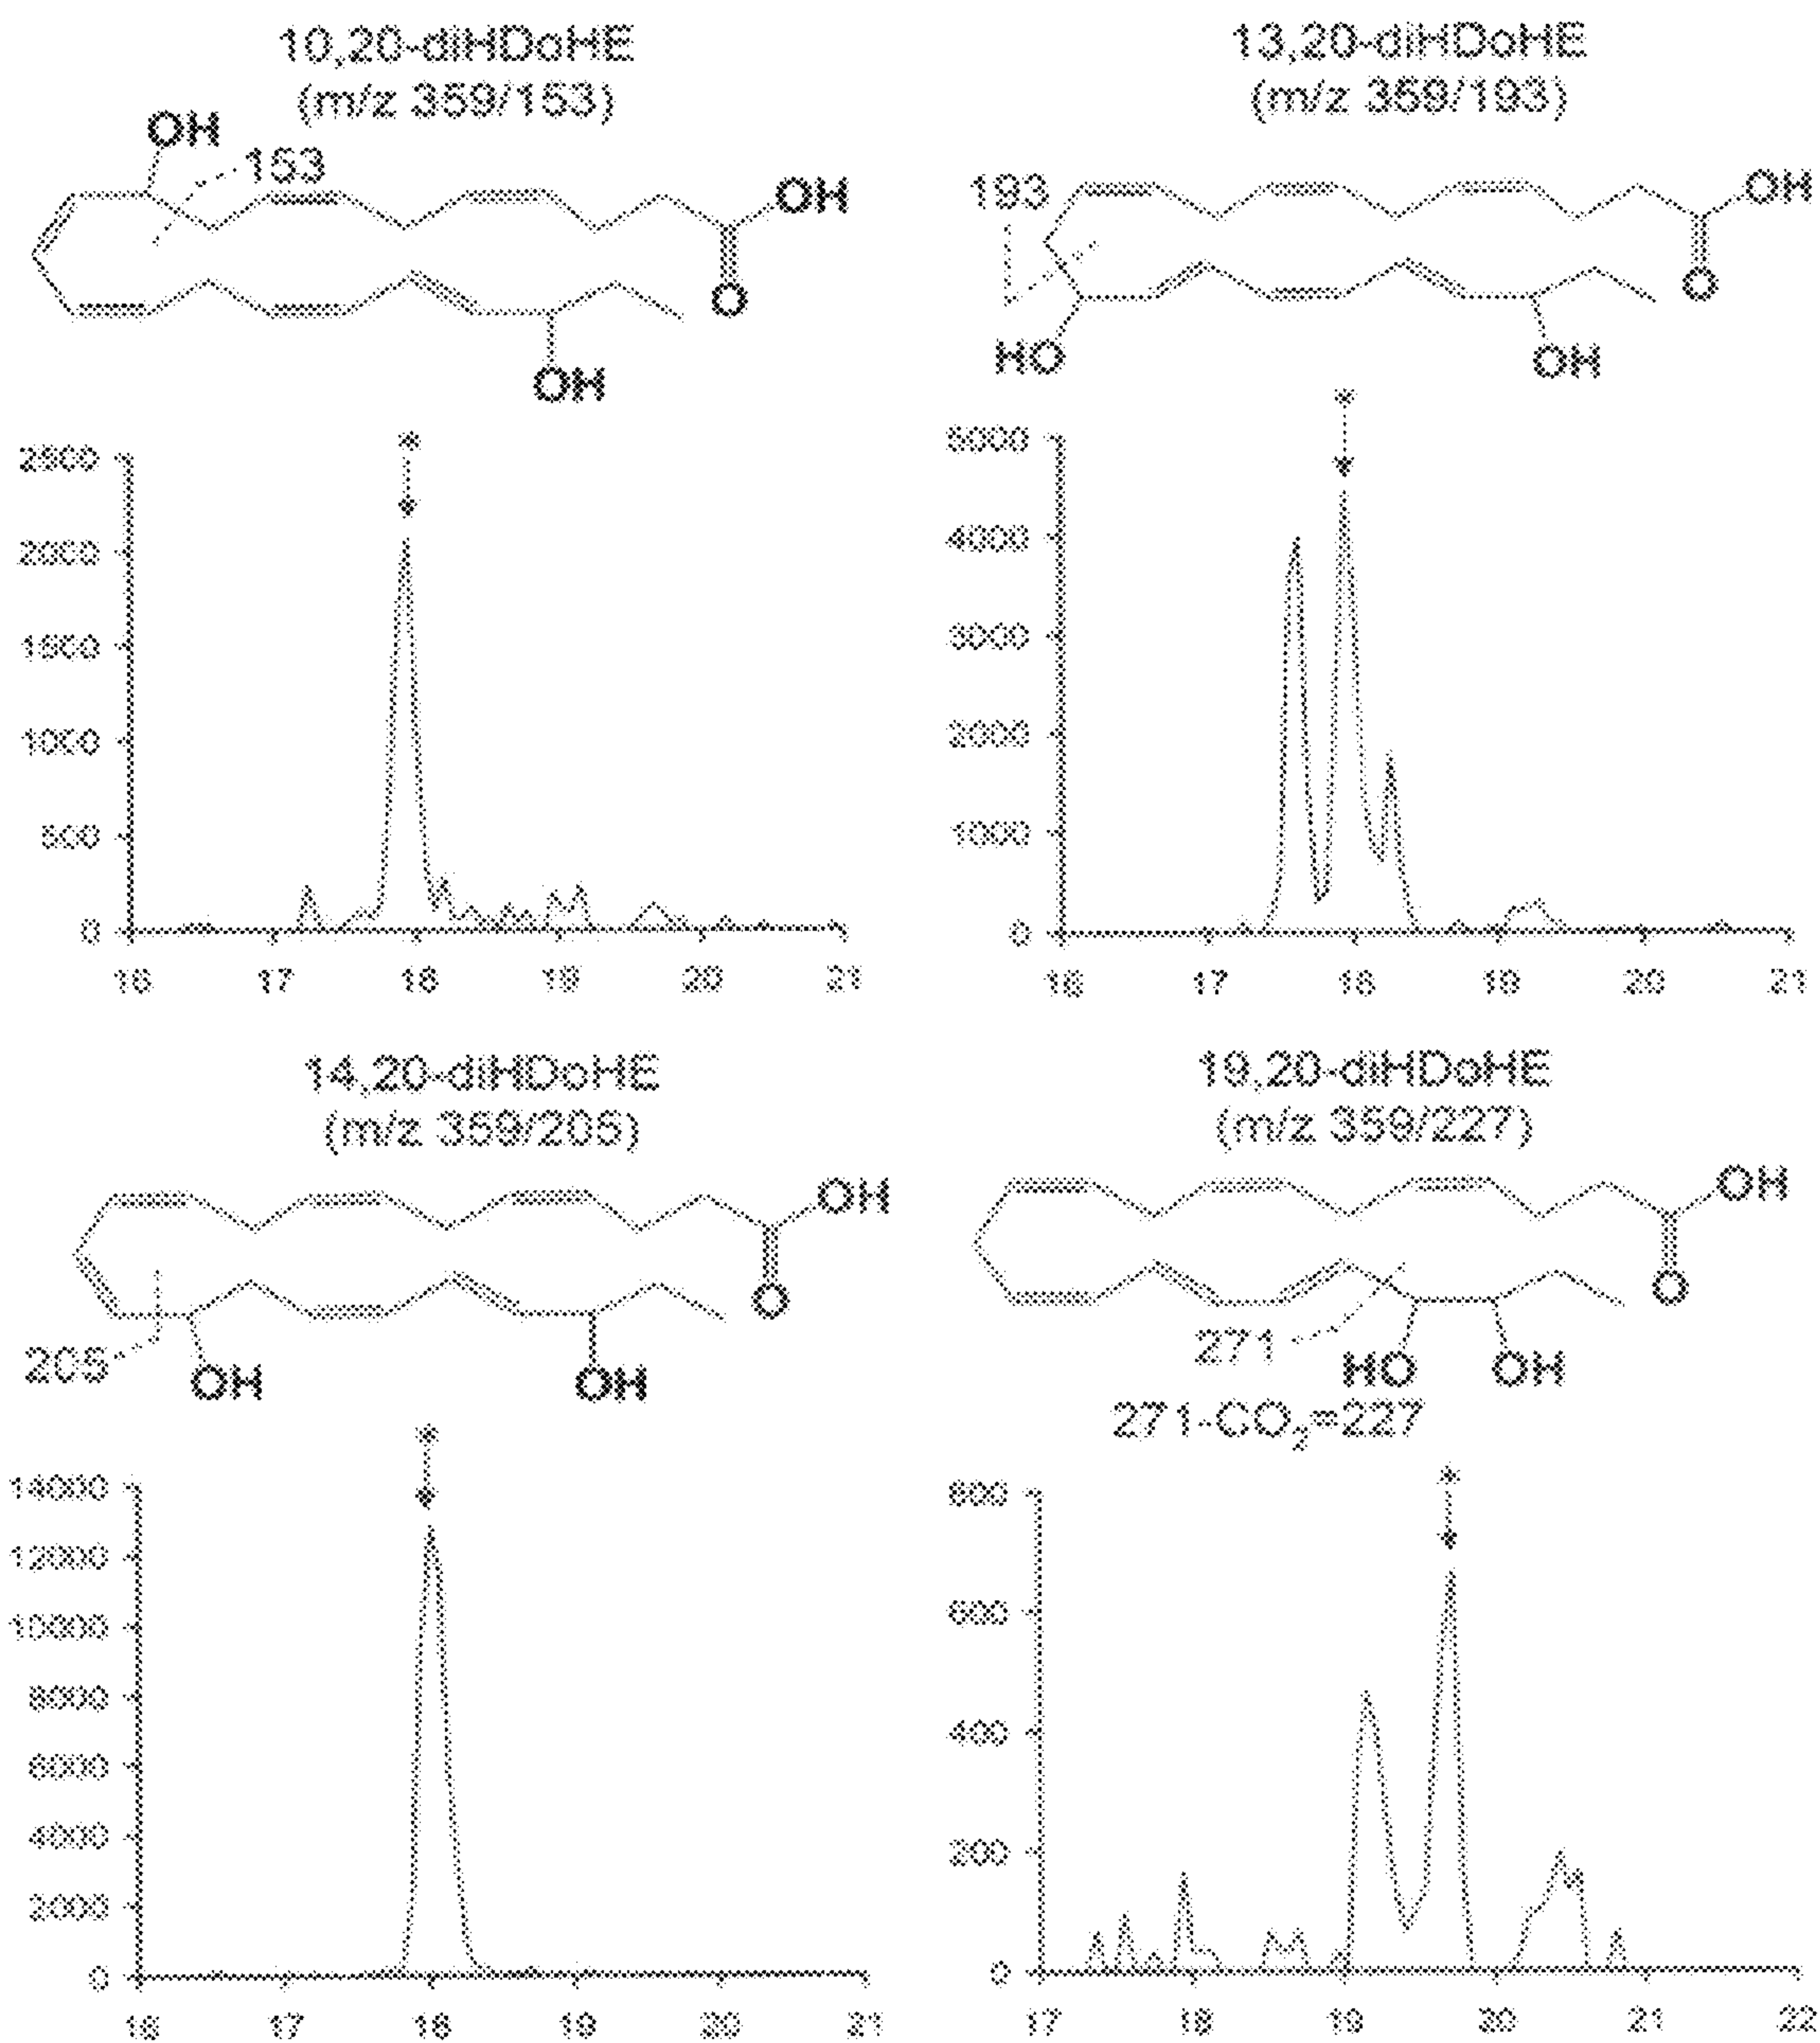 10,20-diHDoHE
(m/z 359/153)
OH
153
OH
O
OH
2500
2000
1500
1000
500
0
16 17 18 19 20 21
13,20-diHDoHE
(m/z 359/193)
193
OH
O
HO
OH
5000
4000
3000
2000
1000
0
16 17 18 19 20 21
14,20-diHDoHE
(m/z 359/205)
OH
O
205
OH
OH
14000
12000
10000
8000
6000
4000
2000
0
16 17 18 19 20 21
19,20-diHDoHE
(m/z 359/227)
OH
O
271
HO
OH
271-CO₂=227
800
600
400
200
0
17 18 19 20 21 22